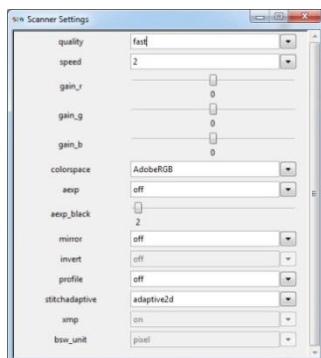 Scanner Settings
quality fast
speed 2
gain_r
0
gain_g
0
gain_b
0
colorspace AdobeRGB
aexp off
aexp_black
2
mirror off
invert off
profile off
stitchadaptive adaptive2d
xmp on
bsw_unit pixel